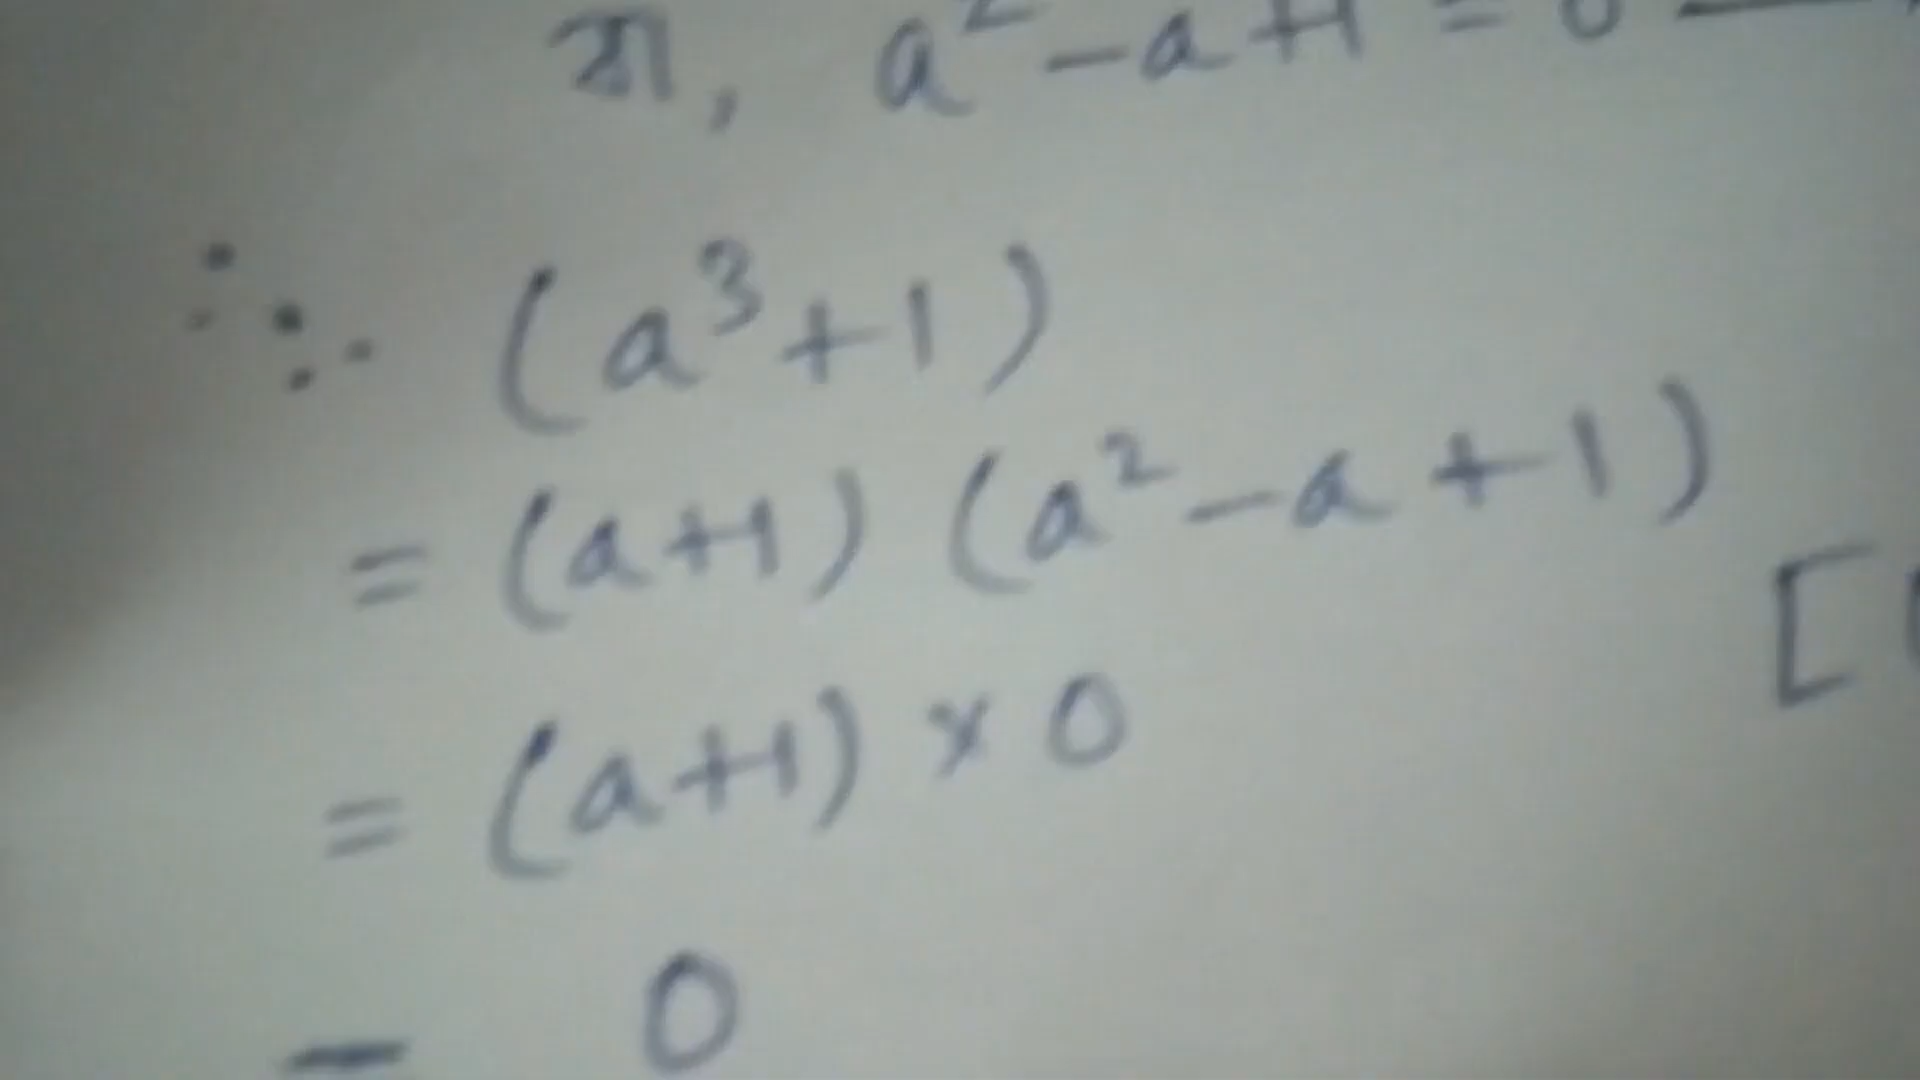 বা, a² - a + 1 = 0
∴ (a³ + 1)
= (a + 1) (a² - a + 1)
[
= (a + 1) × 0
= 0